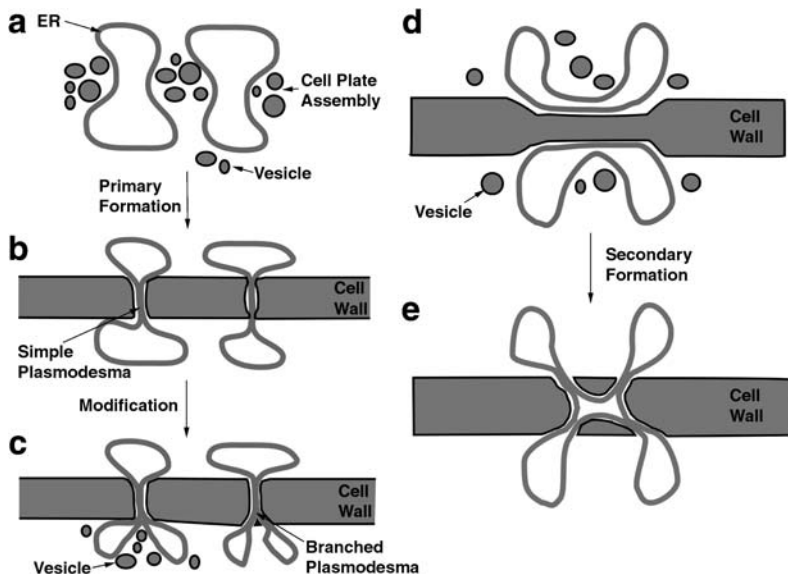 a
ER
Cell Plate
Assembly
Vesicle
Primary
Formation
b
Cell
Wall
Simple
Plasmodesma
Modification
c
Cell
Wall
Vesicle
Branched
Plasmodesma
d
Cell
Wall
Vesicle
Secondary
Formation
e
Cell
Wall